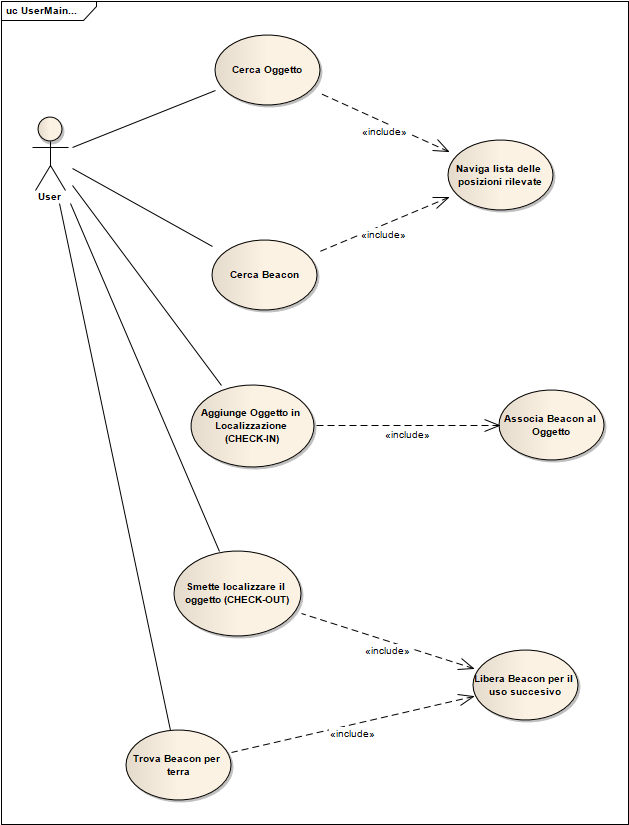 uc UserMain...
Cerca Oggetto
«include»
Naviga lista delle
posizioni rilevate
User
«include»
Cerca Beacon
Aggiunge Oggetto in
Localizzazione
(CHECK-IN)
«include»
Associa Beacon al
Oggetto
Smette localizzare il
oggetto (CHECK-OUT)
«include»
Libera Beacon per il
uso succesivo
«include»
Trova Beacon per
terra